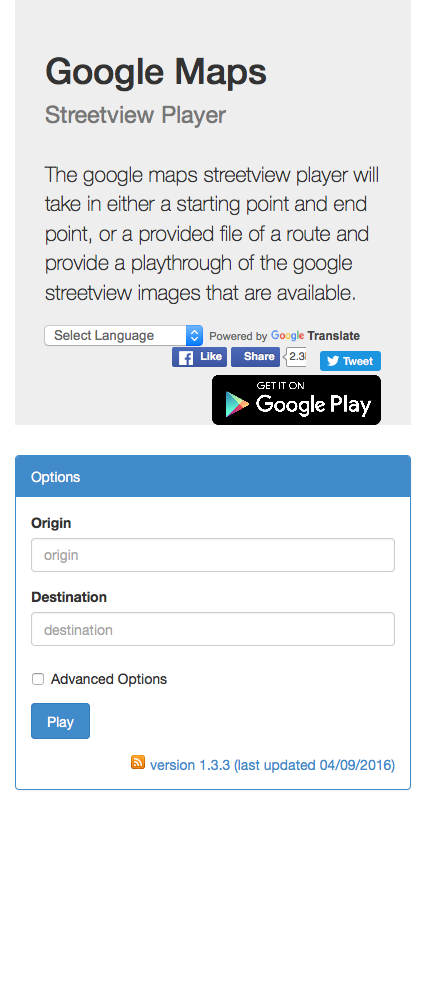 Google Maps
Streetview Player
The google maps streetview player will
take in either a starting point and end
point, or a provided file of a route and
provide a playthrough of the google
streetview images that are available.
Select Language Powered by Google Translate
Like Share Tweet
GET IT ON
Google Play
Options
Origin
origin
Destination
destination
Advanced Options
Play
version 1.3.3 (last updated 04/09/2016)